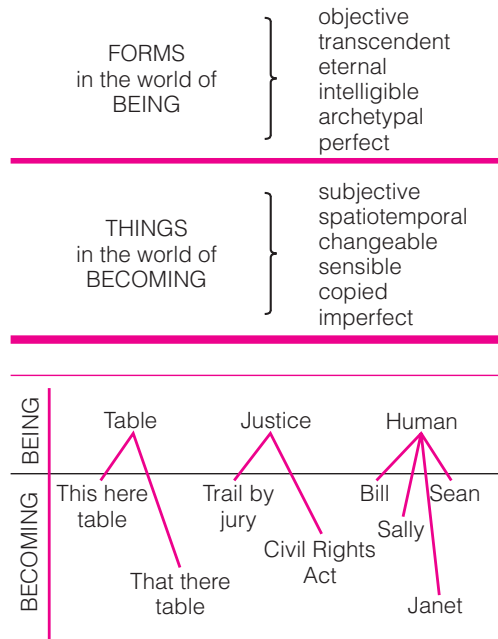 FORMS
in the world of
BEING
objective
transcendent
eternal
intelligible
archetypal
perfect
THINGS
in the world of
BECOMING
subjective
spatiotemporal
changeable
sensible
copied
imperfect
BEING
Table
Justice
Human
BECOMING
This here
table
That there
table
Trail by
jury
Civil Rights
Act
Bill
Sally
Sean
Janet